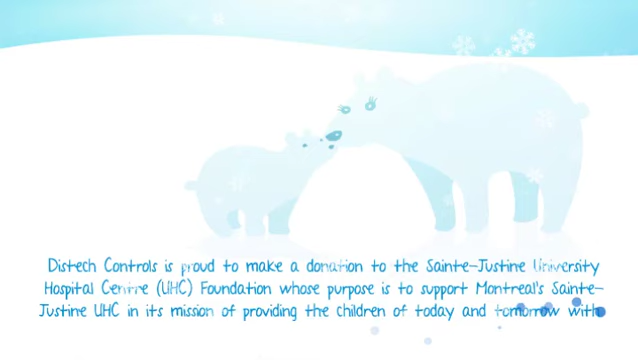 Distech Controls is proud to make a donation to the Sainte-Justine University
Hospital Centre (UHC) Foundation whose purpose is to support Montreal's Sainte-
Justine UHC in its mission of providing the children of today and tomorrow with